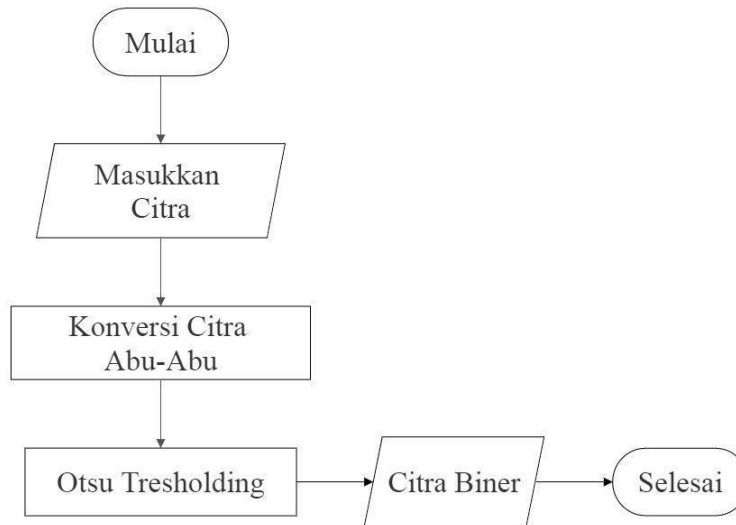 Mulai
Masukkan
Citra
Konversi Citra
Abu-Abu
Otsu Tresholding
Citra Biner
Selesai